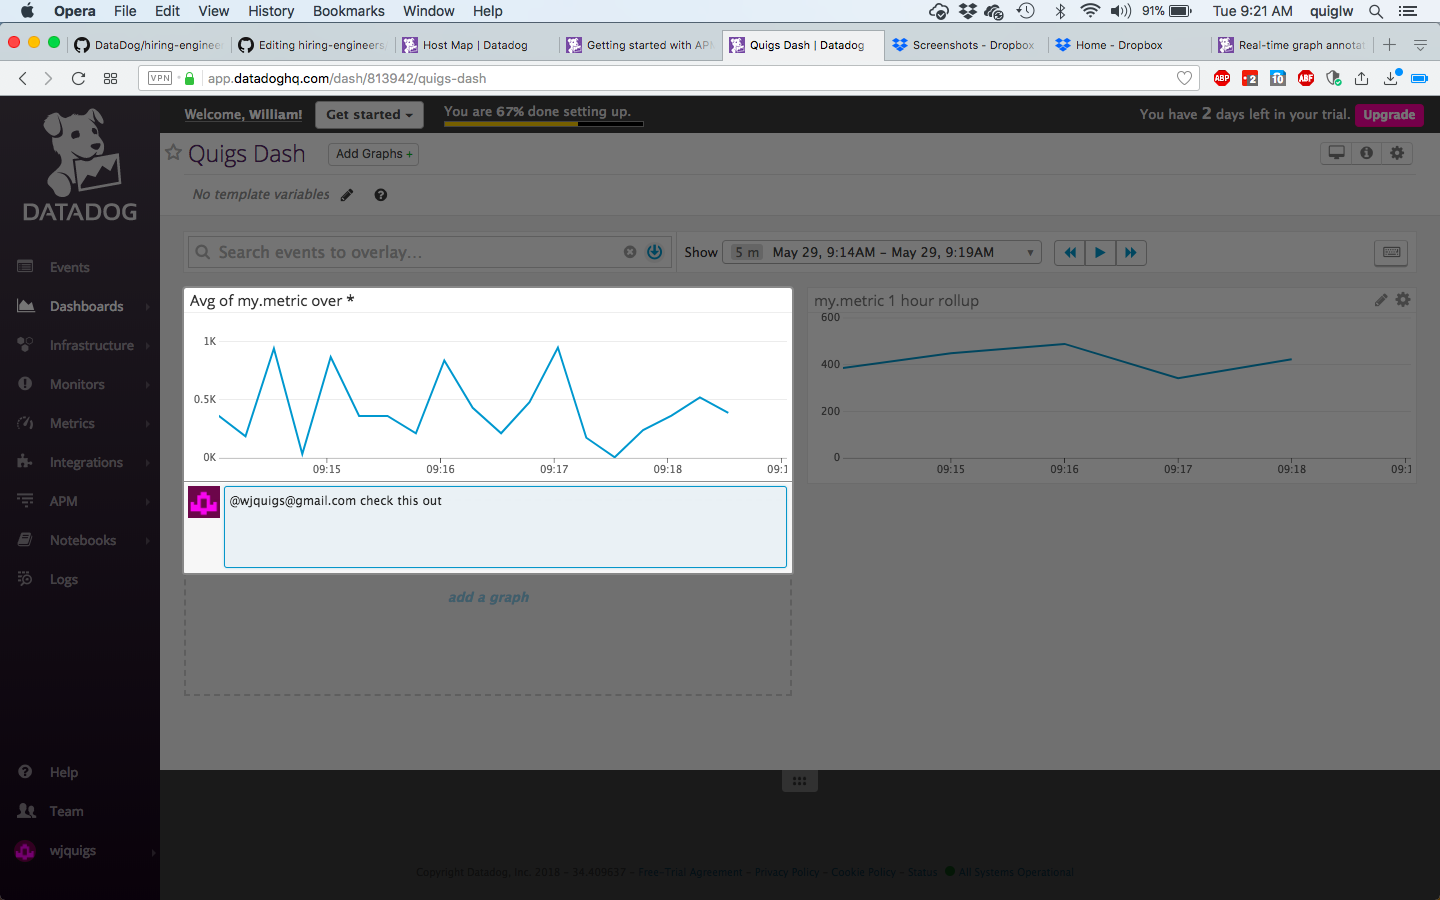 Opera File Edit View History Bookmarks Window Help 91% Tue 9:21 AM quiglw
DataDog/hiring-enginee Editing hiring-engineers Host Map | Datadog Getting started with AP Quigs Dash | Datadog Screenshots - Dropbox Home - Dropbox Real-time graph annotat
VPN app.datadoghq.com/dash/813942/quigs-dash ABP 2 10 ABF
Welcome, William! Get started You are 67% done setting up. You have 2 days left in your trial. Upgrade
DATADOG
Quigs Dash Add Graphs +
No template variables
Search events to overlay... Show 5 m May 29, 9:14AM - May 29, 9:19AM
Events
Dashboards
Infrastructure
Monitors
Metrics
Integrations
APM
Notebooks
Logs
Help
Team
wjquigs
Avg of my.metric over *
1K
0.5K
0K
09:15 09:16 09:17 09:18 09:1
@wjquigs@gmail.com check this out
add a graph
my.metric 1 hour rollup
600
400
200
0
09:15 09:16 09:17 09:18 09:1
Copyright Datadog, Inc. 2018 - 34.409637 - Free-Trial Agreement - Privacy Policy - Cookie Policy - Status All Systems Operational